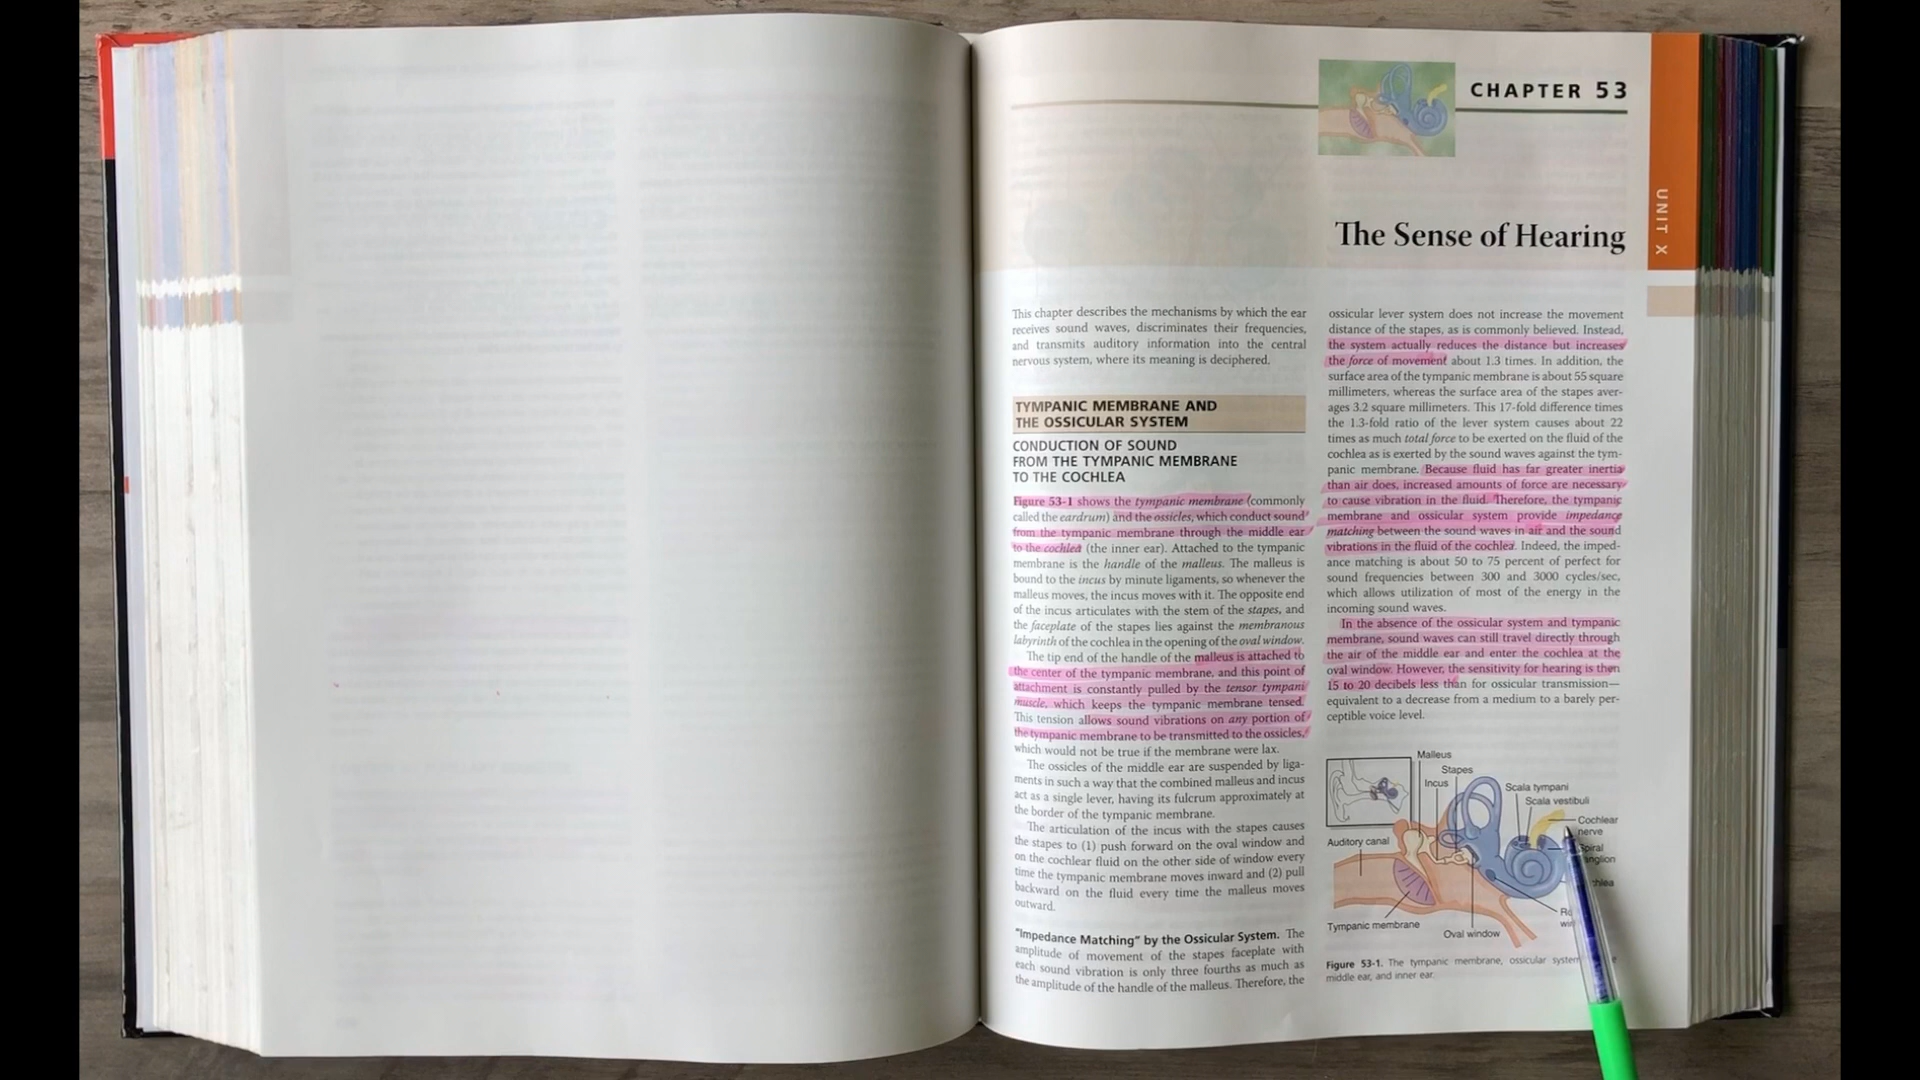 CHAPTER 53
UNIT X
The Sense of Hearing
This chapter describes the mechanisms by which the ear
receives sound waves, discriminates their frequencies,
and transmits auditory information into the central
nervous system, where its meaning is deciphered.
TYMPANIC MEMBRANE AND
THE OSSICULAR SYSTEM
CONDUCTION OF SOUND
FROM THE TYMPANIC MEMBRANE
TO THE COCHLEA
Figure 53-1 shows the tympanic membrane (commonly
called the eardrum) and the ossicles, which conduct sound
from the tympanic membrane through the middle ear
to the cochlea (the inner ear). Attached to the tympanic
membrane is the handle of the malleus. The malleus is
bound to the incus by minute ligaments, so whenever the
malleus moves, the incus moves with it. The opposite end
of the incus articulates with the stem of the stapes, and
the faceplate of the stapes lies against the membranous
labyrinth of the cochlea in the opening of the oval window.
The tip end of the handle of the malleus is attached to
the center of the tympanic membrane, and this point of
attachment is constantly pulled by the tensor tympani
muscle, which keeps the tympanic membrane tensed.
This tension allows sound vibrations on any portion of
the tympanic membrane to be transmitted to the ossicles,
which would not be true if the membrane were lax.
The ossicles of the middle ear are suspended by liga-
ments in such a way that the combined malleus and incus
act as a single lever, having its fulcrum approximately at
the border of the tympanic membrane.
The articulation of the incus with the stapes causes
the stapes to (1) push forward on the oval window and
on the cochlear fluid on the other side of window every
time the tympanic membrane moves inward and (2) pull
backward on the fluid every time the malleus moves
outward.
"Impedance Matching" by the Ossicular System. The
amplitude of movement of the stapes faceplate with
each sound vibration is only three fourths as much as
the amplitude of the handle of the malleus. Therefore, the
ossicular lever system does not increase the movement
distance of the stapes, as is commonly believed. Instead,
the system actually reduces the distance but increases
the force of movement about 1.3 times. In addition, the
surface area of the tympanic membrane is about 55 square
millimeters, whereas the surface area of the stapes aver-
ages 3.2 square millimeters. This 17-fold difference times
the 1.3-fold ratio of the lever system causes about 22
times as much total force to be exerted on the fluid of the
cochlea as is exerted by the sound waves against the tym-
panic membrane. Because fluid has far greater inertia
than air does, increased amounts of force are necessary
to cause vibration in the fluid. Therefore, the tympanic
membrane and ossicular system provide impedance
matching between the sound waves in air and the sound
vibrations in the fluid of the cochlea. Indeed, the imped-
ance matching is about 50 to 75 percent of perfect for
sound frequencies between 300 and 3000 cycles/sec,
which allows utilization of most of the energy in the
incoming sound waves.
In the absence of the ossicular system and tympanic
membrane, sound waves can still travel directly through
the air of the middle ear and enter the cochlea at the
oval window. However, the sensitivity for hearing is then
15 to 20 decibels less than for ossicular transmission—
equivalent to a decrease from a medium to a barely per-
ceptible voice level.
Malleus
Stapes
Incus
Scala tympani
Scala vestibuli
Cochlear
nerve
Spiral
Auditory canal
Tympanic membrane
Oval window
Figure 53-1. The tympanic membrane, ossicular system
middle ear, and inner ear.